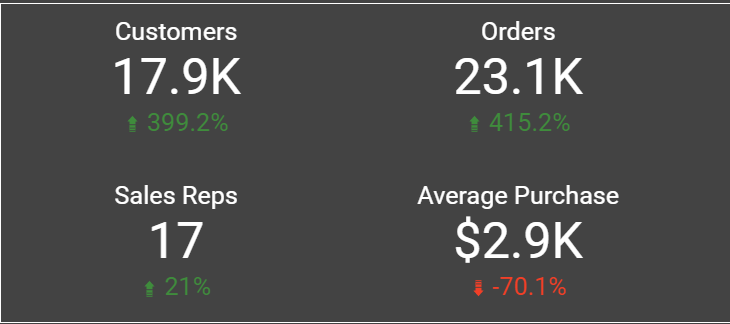 Customers
17.9K
399.2%
Orders
23.1K
415.2%
Sales Reps
17
21%
Average Purchase
$2.9K
-70.1%